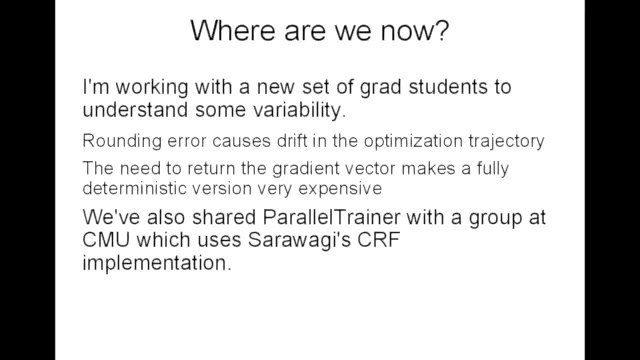 Where are we now?
I'm working with a new set of grad students to
understand some variability.
Rounding error causes drift in the optimization trajectory
The need to return the gradient vector makes a fully
deterministic version very expensive
We've also shared ParallelTrainer with a group at
CMU which uses Sarawagi's CRF
implementation.